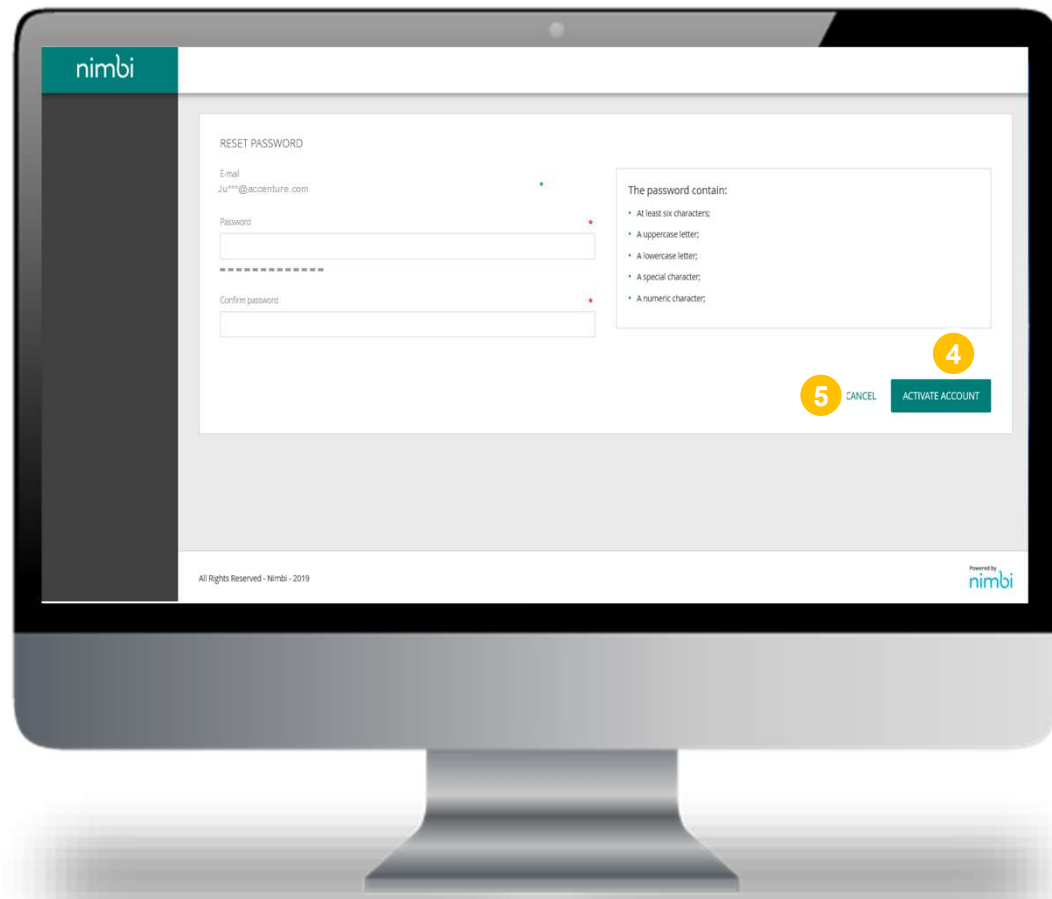 nimbi
RESET PASSWORD
E-mail
Ju***@accenture.com
Password *
Confirm password *
The password contain:
• At least six characters;
• A uppercase letter;
• A lowercase letter;
• A special character;
• A numeric character;
4
5 CANCEL ACTIVATE ACCOUNT
All Rights Reserved - Nimbi - 2019
Powered by
nimbi